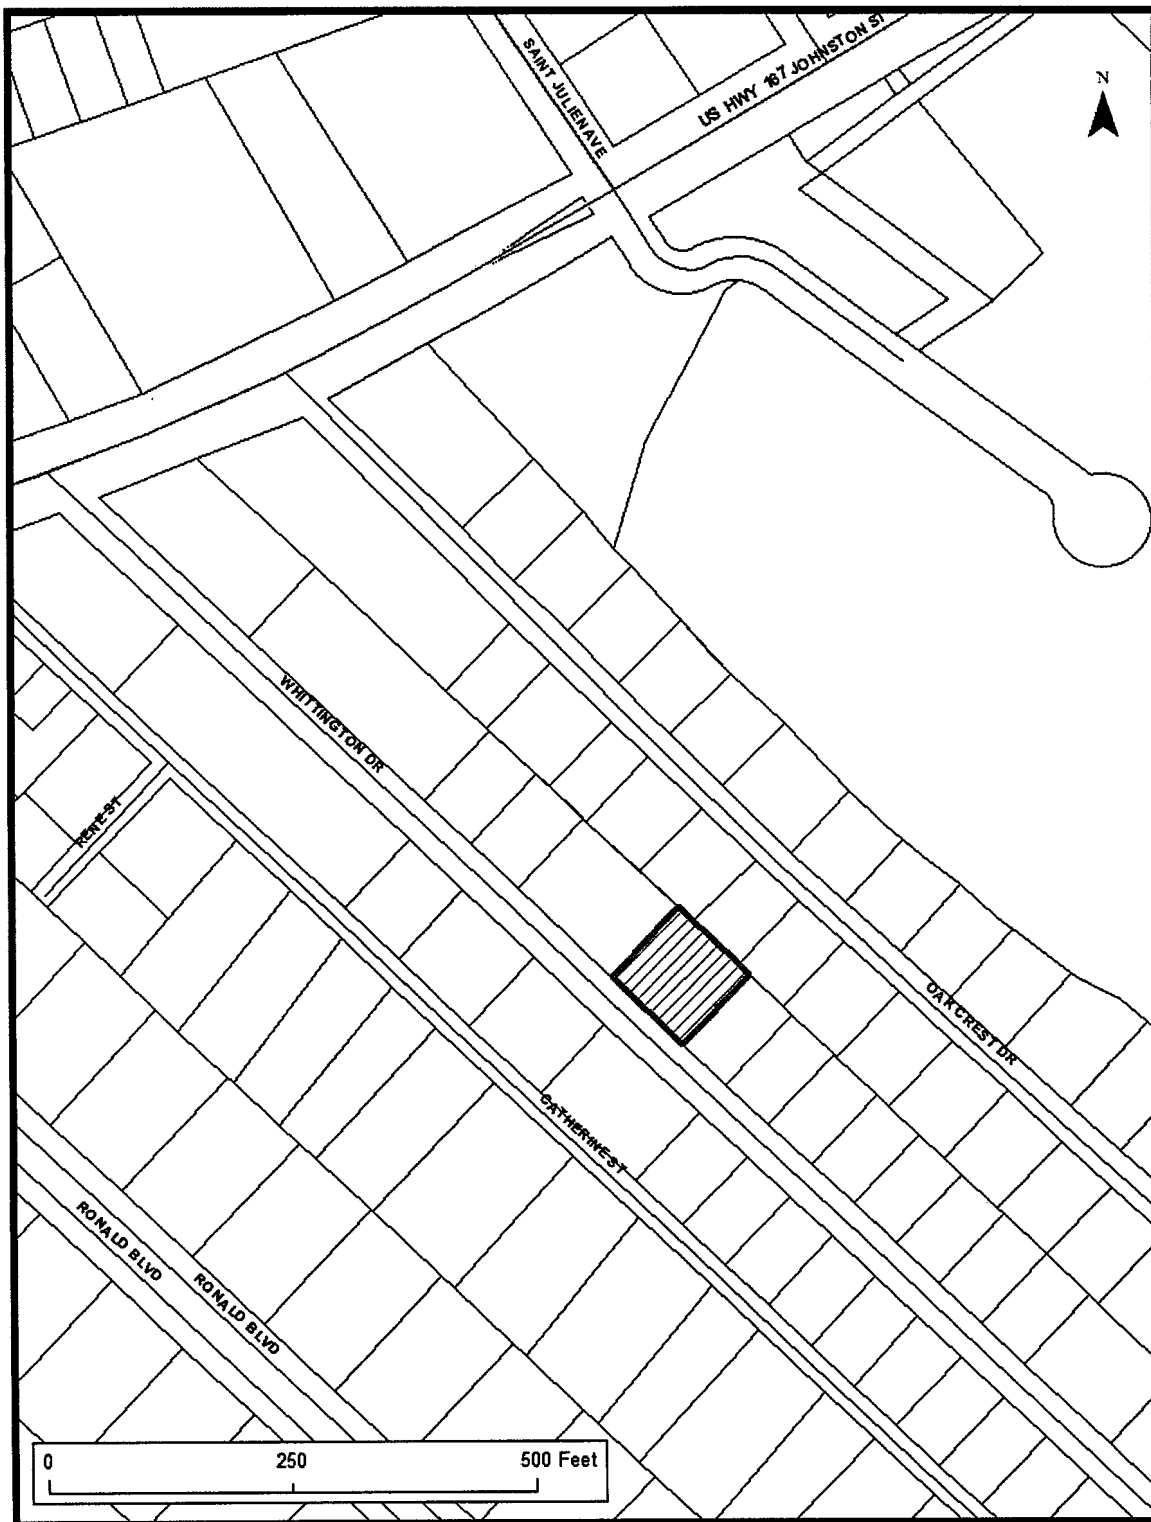 SAINT JULIEN AVE
US HWY 167 JOHNSTON ST
N
WHITTINGTON DR
RENE ST
OAKCREST DR
CATHERINE ST
RONALD BLVD
RONALD BLVD
0 250 500 Feet